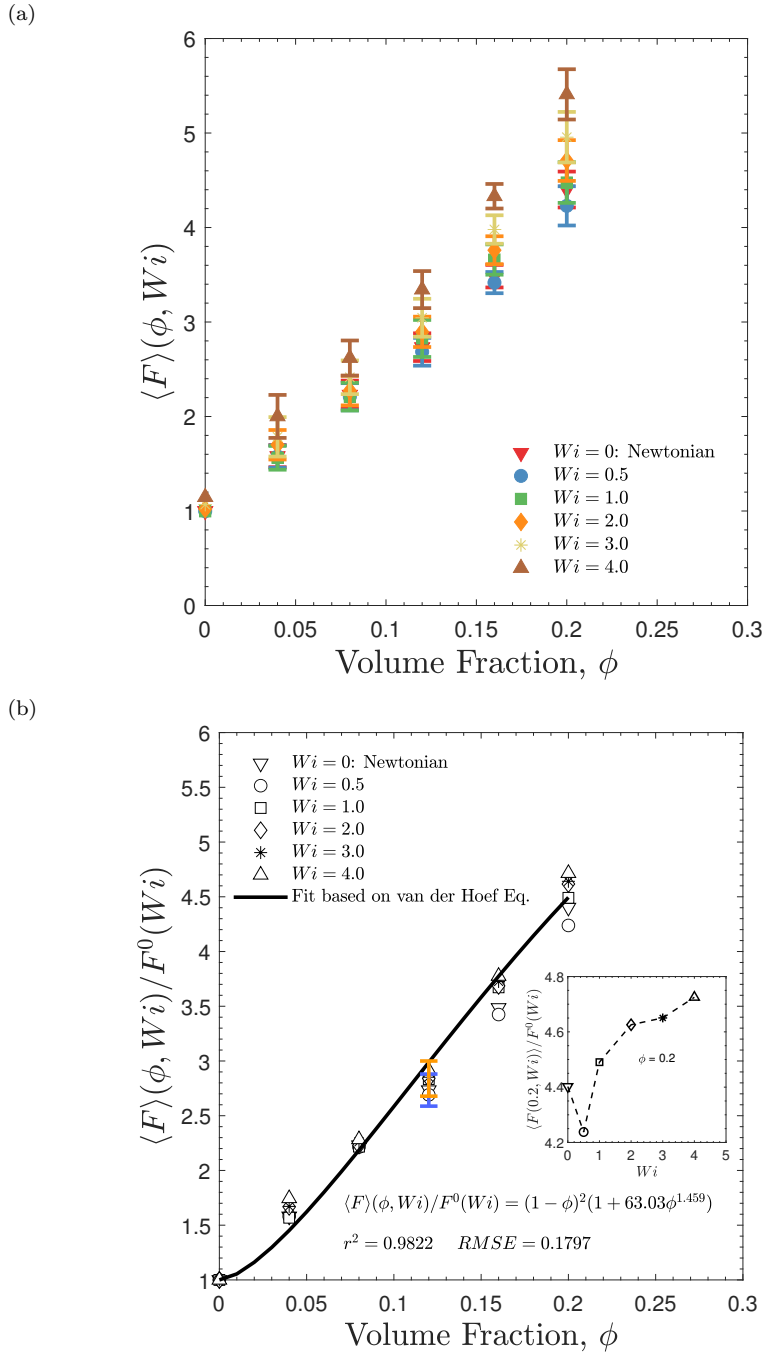 (a)
6
5
4
3
2
1
0
⟨F⟩(ϕ, Wi)
Wi = 0: Newtonian
Wi = 0.5
Wi = 1.0
Wi = 2.0
Wi = 3.0
Wi = 4.0
0 0.05 0.1 0.15 0.2 0.25 0.3
Volume Fraction, ϕ
(b)
6
5.5
5
4.5
4
3.5
3
2.5
2
1.5
1
⟨F⟩(ϕ, Wi)/F⁰(Wi)
Wi = 0: Newtonian
Wi = 0.5
Wi = 1.0
Wi = 2.0
Wi = 3.0
Wi = 4.0
Fit based on van der Hoef Eq.
4.8
4.6
4.4
4.2
⟨F(0.2, Wi)⟩/F⁰(Wi)
ϕ = 0.2
0 1 2 3 4 5
Wi
⟨F⟩(ϕ, Wi)/F⁰(Wi) = (1 − ϕ)²(1 + 63.03ϕ¹·⁴⁵⁹)
r² = 0.9822 RMSE = 0.1797
0 0.05 0.1 0.15 0.2 0.25 0.3
Volume Fraction, ϕ